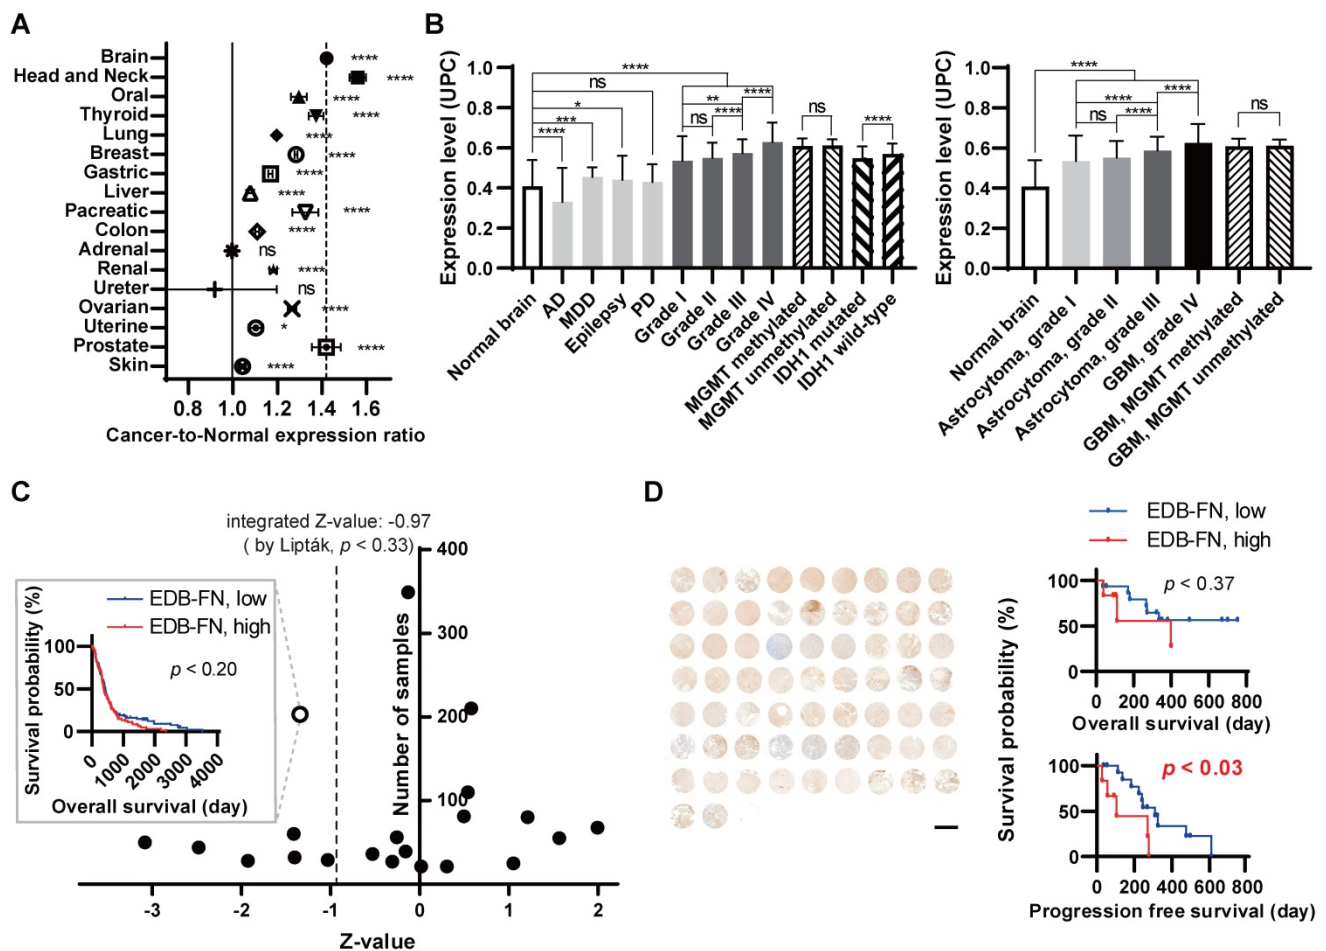 A
Brain ****
Head and Neck ****
Oral ****
Thyroid ****
Lung ****
Breast ****
Gastric ****
Liver ****
Pacreatic ****
Colon ****
Adrenal ns
Renal ****
Ureter ns
Ovarian ****
Uterine *
Prostate ****
Skin ****
0.8 1.0 1.4 1.6
Cancer-to-Normal expression ratio
B
Expression level (UPC)
1.0
0.8
0.6
0.4
0.2
0.0
****
ns
*
***
****
****
**
****
ns
****
ns
****
Normal brain
AD
MDD
Epilepsy
PD
Grade I
Grade II
Grade III
Grade IV
MGMT methylated
MGMT unmethylated
IDH1 mutated
IDH1 wild-type
Expression level (UPC)
1.0
0.8
0.6
0.4
0.2
0.0
****
****
****
****
ns
****
ns
Normal brain
Astrocytoma, grade I
Astrocytoma, grade II
Astrocytoma, grade III
GBM, grade IV
GBM, MGMT methylated
GBM, MGMT unmethylated
C
integrated Z-value: -0.97
( by Lipták, p < 0.33)
Number of samples
400
300
200
100
-3 -2 -1 0 1 2
Z-value
EDB-FN, low
EDB-FN, high
p < 0.20
Survival probability (%)
100
50
0
0 1000 2000 3000 4000
Overall survival (day)
D
EDB-FN, low
EDB-FN, high
Survival probability (%)
p < 0.37
100
50
0
0 200 400 600 800
Overall survival (day)
p < 0.03
100
50
0
0 200 400 600 800
Progression free survival (day)